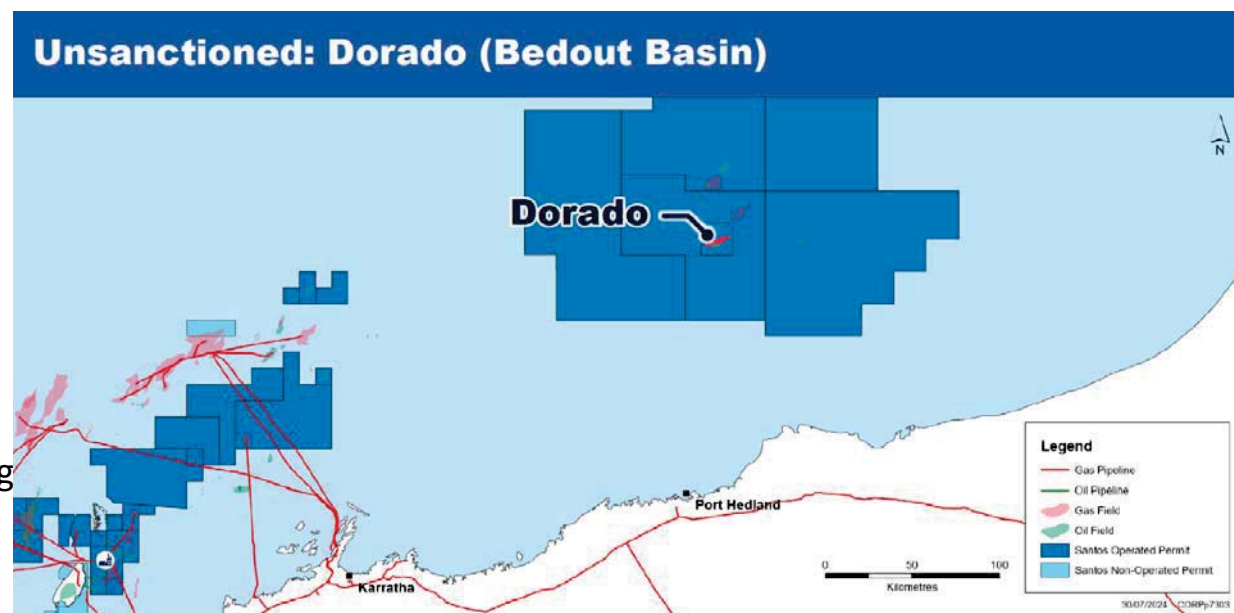 Unsanctioned: Dorado (Bedout Basin)
N
Dorado
g
Port Hedland
Karratha
Legend
Gas Pipeline
Oil Pipeline
Gas Field
Oil Field
Santos Operated Permit
Santos Non-Operated Permit
0 50 100
Kilometres
30/07/2024 CORPp7303